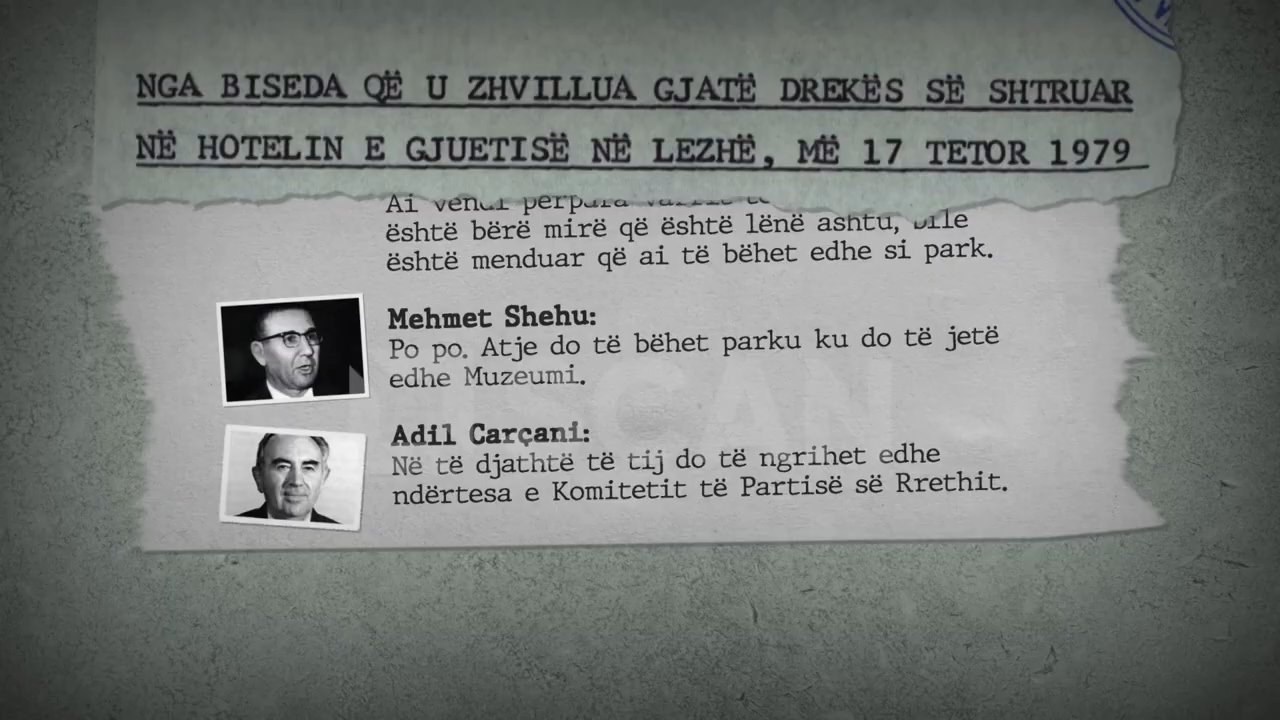 NGA BISEDA QË U ZHVILLUA GJATË DREKËS SË SHTRUAR
NË HOTELIN E GJUETISË NË LEZHË, MË 17 TETOR 1979
Ai vendi përpara
është bërë mirë që është lënë ashtu, bile
është menduar që ai të bëhet edhe si park.
Mehmet Shehu:
Po po. Atje do të bëhet parku ku do të jetë
edhe Muzeumi.
Adil Carçani:
Në të djathtë të tij do të ngrihet edhe
ndërtesa e Komitetit të Partisë së Rrethit.